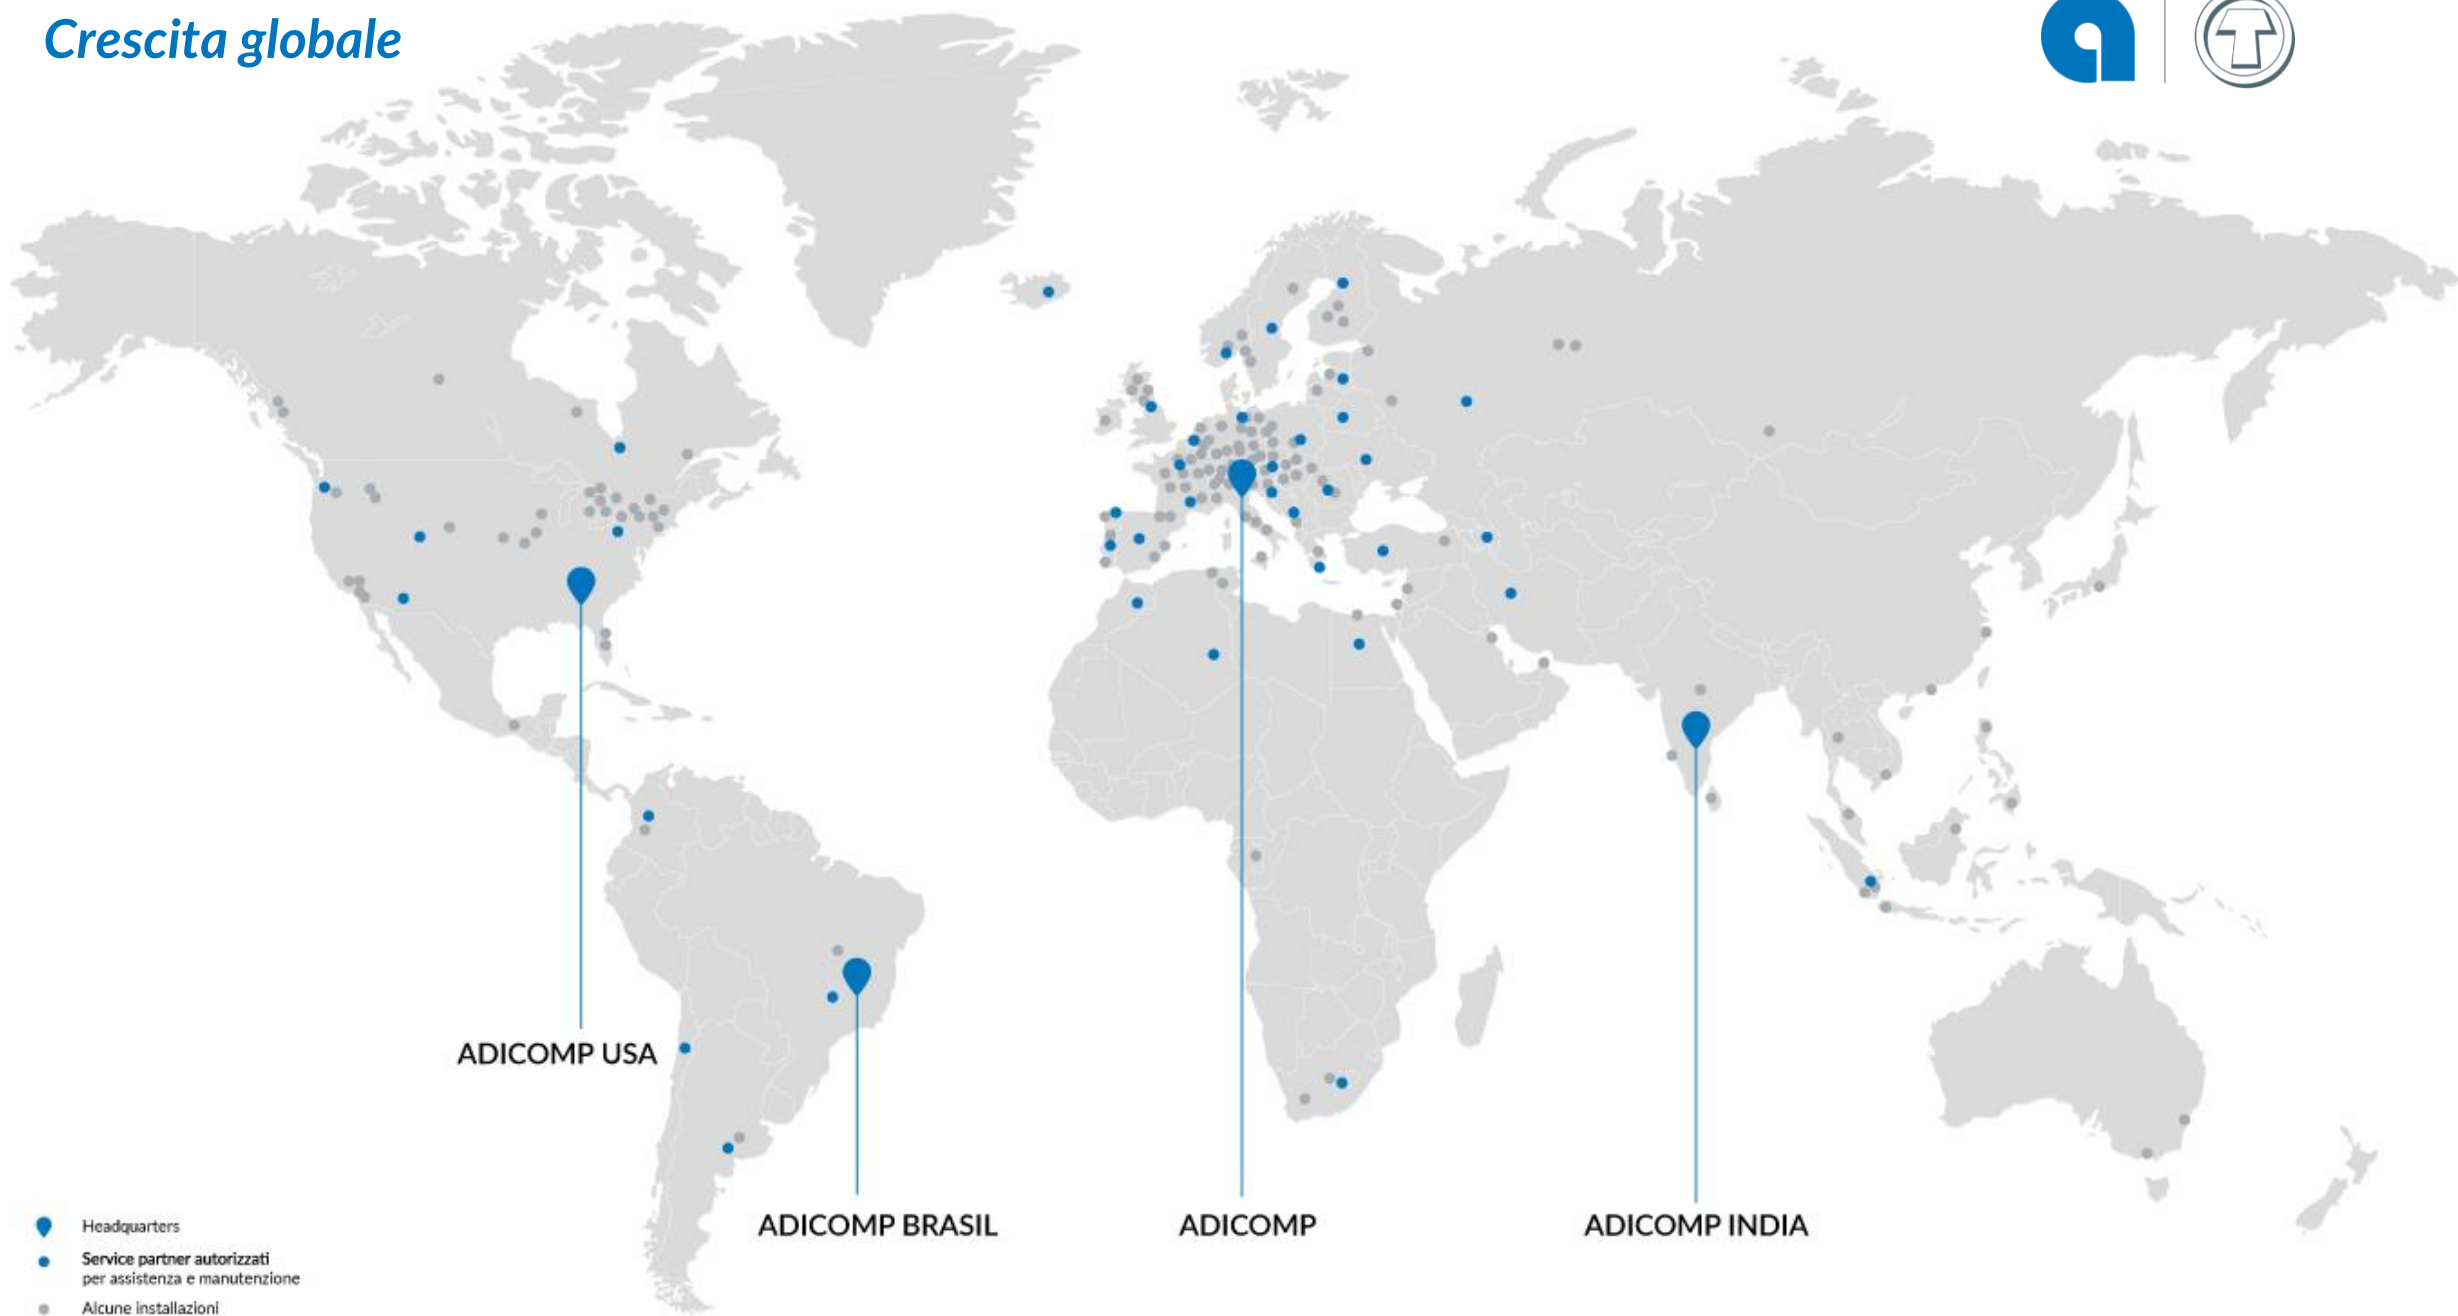 Crescita globale
ADICOMP USA
ADICOMP BRASIL
ADICOMP
ADICOMP INDIA
Headquarters
Service partner autorizzati
per assistenza e manutenzione
Alcune installazioni